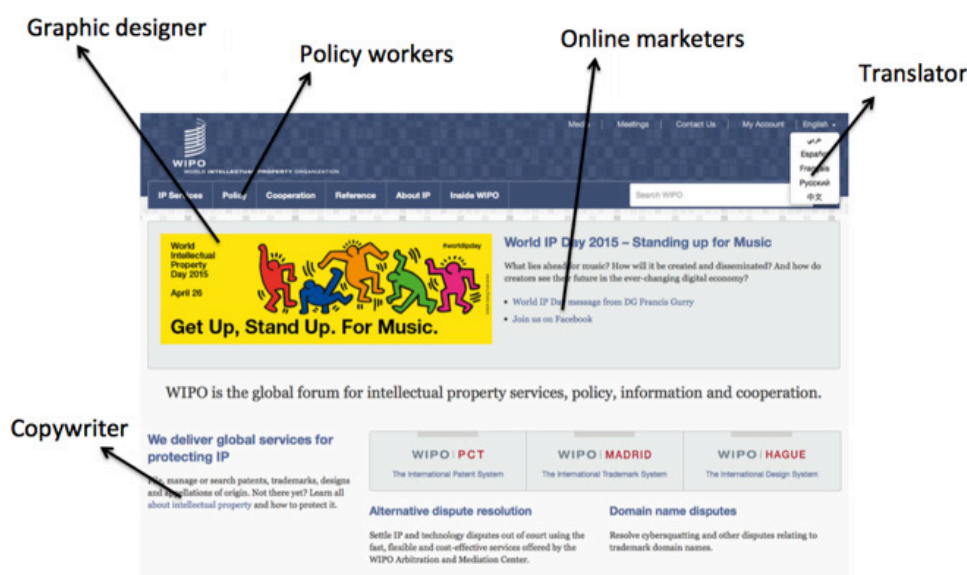 Graphic designer
Policy workers
Online marketers
Translator
Media | Meetings | Contact Us | My Account | English
عربي
Español
Français
Русский
中文
WIPO
WORLD INTELLECTUAL PROPERTY ORGANIZATION
IP Services Policy Cooperation Reference About IP Inside WIPO
Search WIPO
World
Intellectual
Property
Day 2015
April 26
#worldipday
Get Up, Stand Up. For Music.
World IP Day 2015 – Standing up for Music
What lies ahead for music? How will it be created and disseminated? And how do
creators see their future in the ever-changing digital economy?
• World IP Day message from DG Francis Gurry
• Join us on Facebook
WIPO is the global forum for intellectual property services, policy, information and cooperation.
Copywriter
We deliver global services for
protecting IP
File, manage or search patents, trademarks, designs
and appellations of origin. Not there yet? Learn all
about intellectual property and how to protect it.
WIPO | PCT
The International Patent System
WIPO | MADRID
The International Trademark System
WIPO | HAGUE
The International Design System
Alternative dispute resolution
Settle IP and technology disputes out of court using the
fast, flexible and cost-effective services offered by the
WIPO Arbitration and Mediation Center.
Domain name disputes
Resolve cybersquatting and other disputes relating to
trademark domain names.